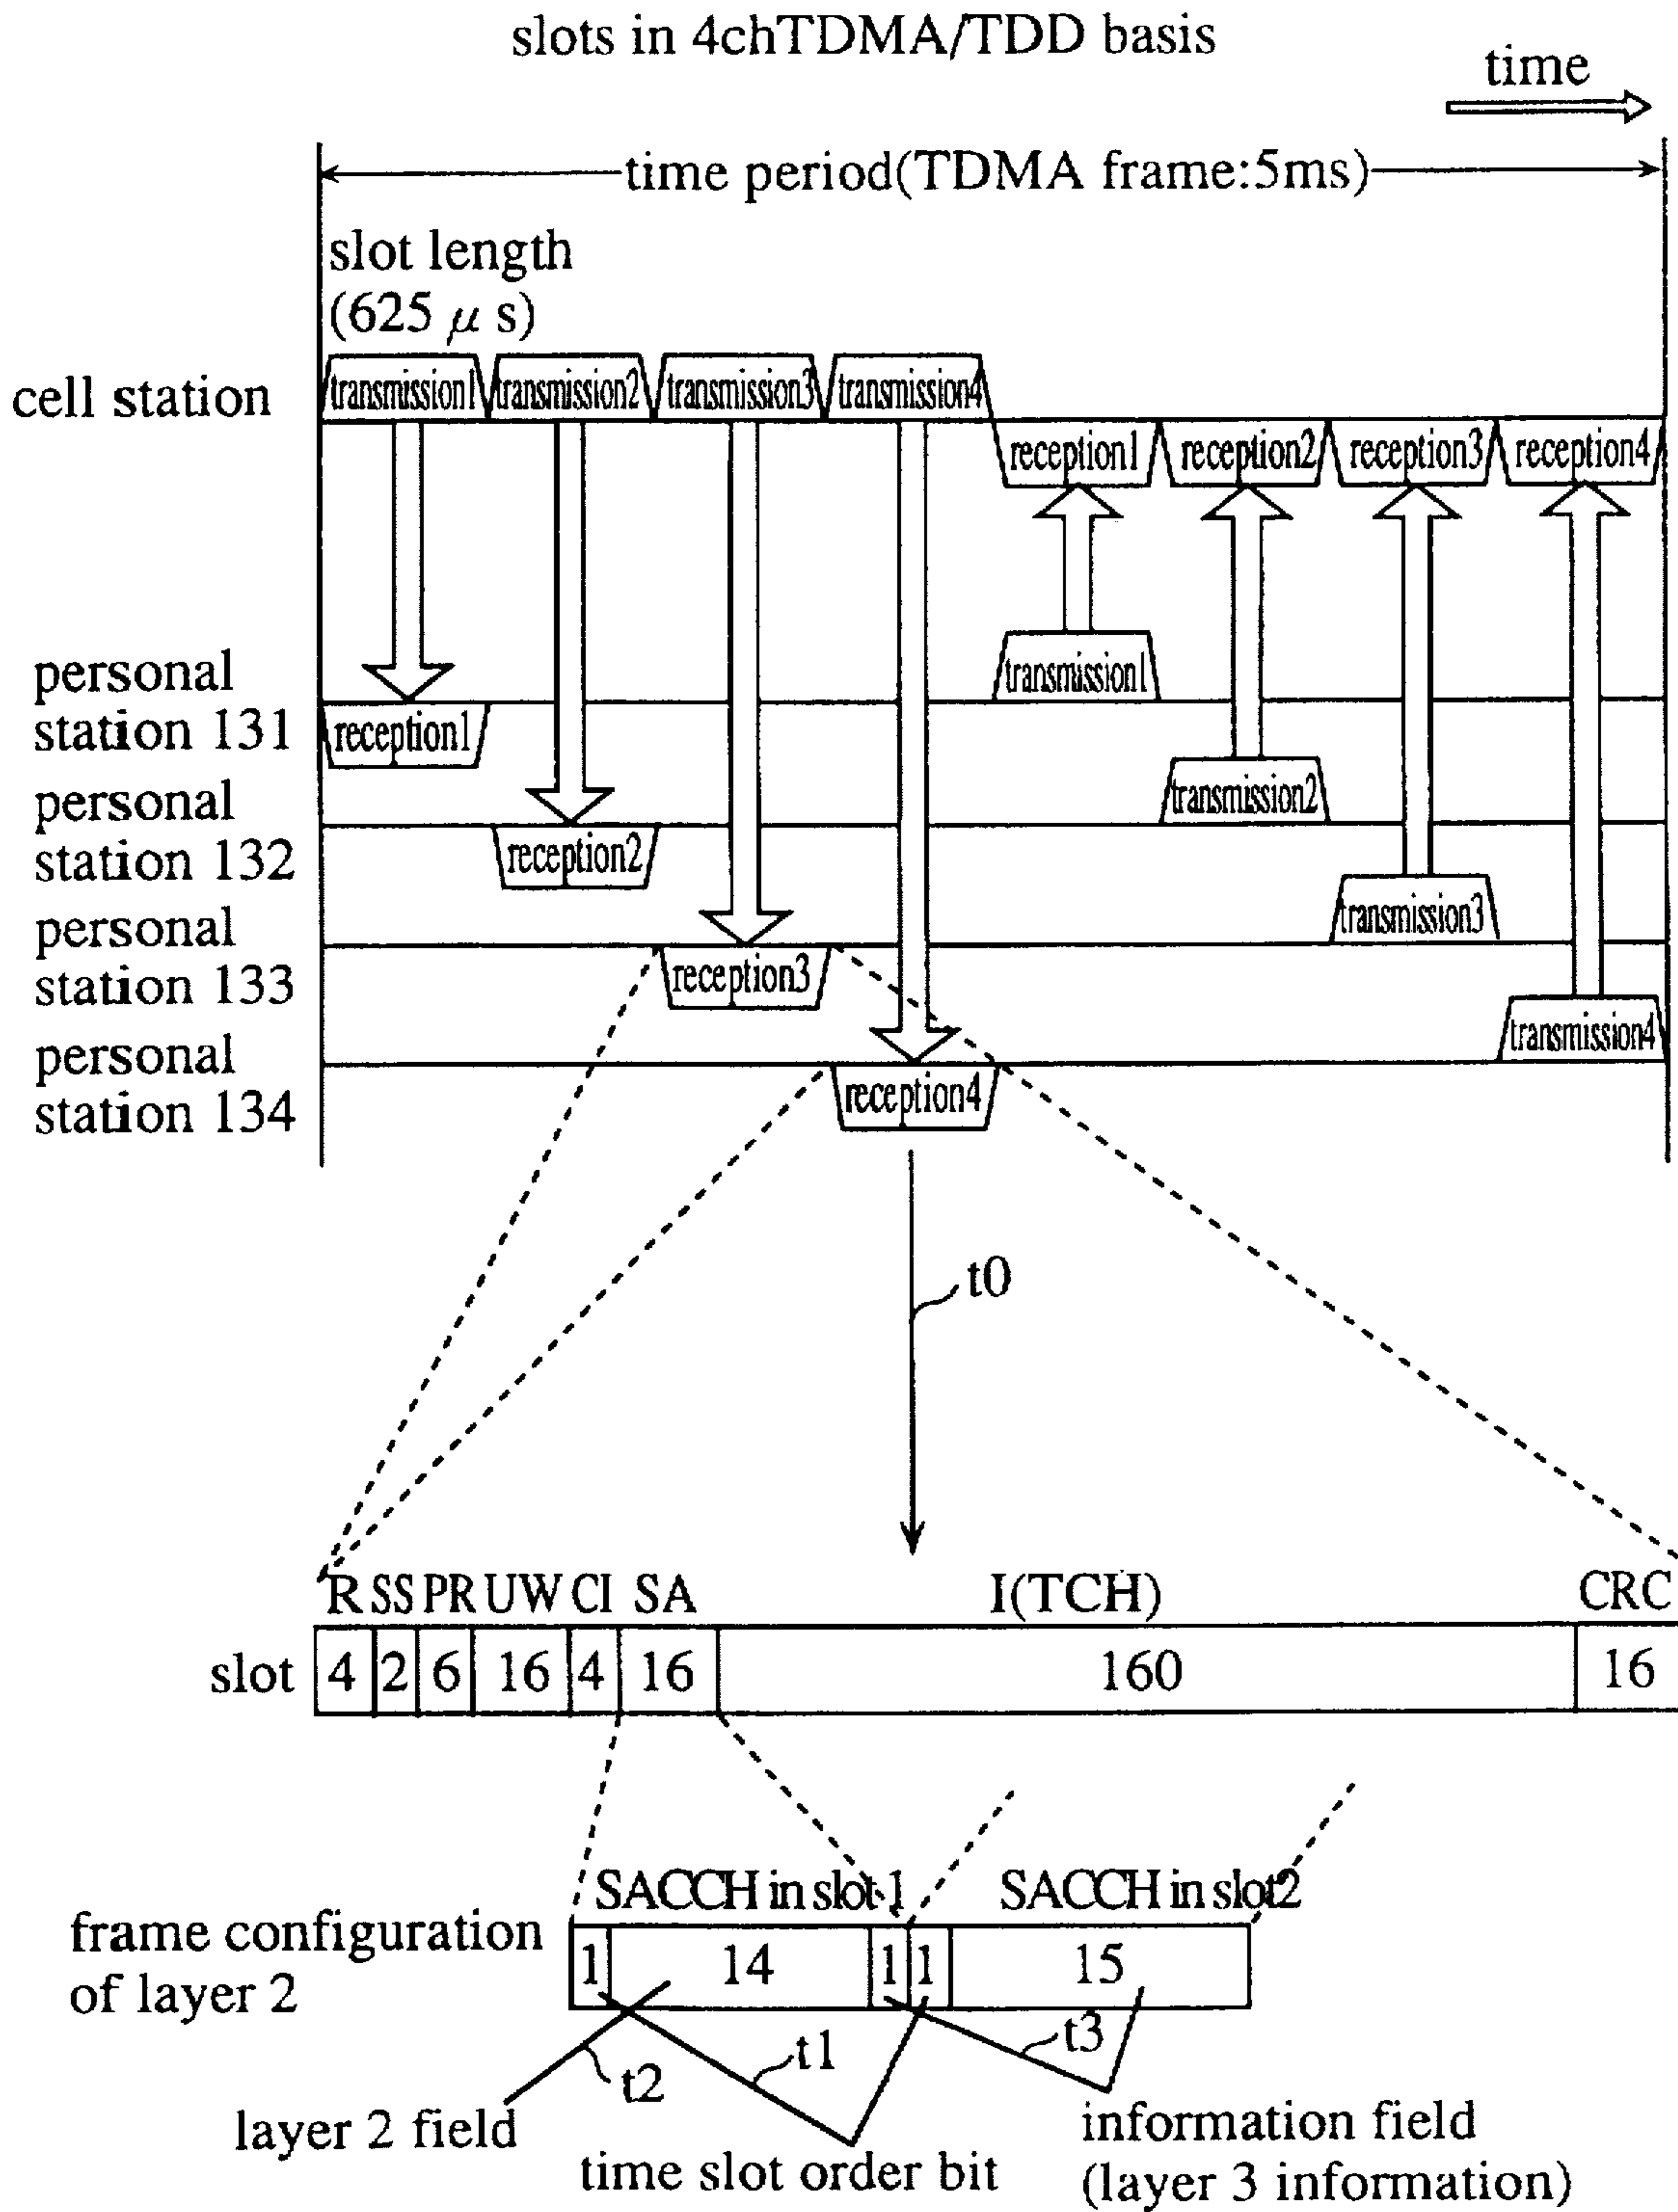 slots in 4chTDMA/TDD basis
time
time period(TDMA frame:5ms)
slot length
(625 μ s)
cell station
transmission1 transmission2 transmission3 transmission4
reception1 reception2 reception3 reception4
personal
station 131
transmission1
reception1
personal
station 132
transmission2
reception2
personal
station 133
transmission3
reception3
personal
station 134
transmission4
reception4
t0
R SS PR UW CI SA I(TCH) CRC
slot 4 2 6 16 4 16 160 16
SACCH in slot 1 SACCH in slot2
frame configuration
of layer 2
1 14 1 1 15
t1
t2
t3
layer 2 field
time slot order bit
information field
(layer 3 information)